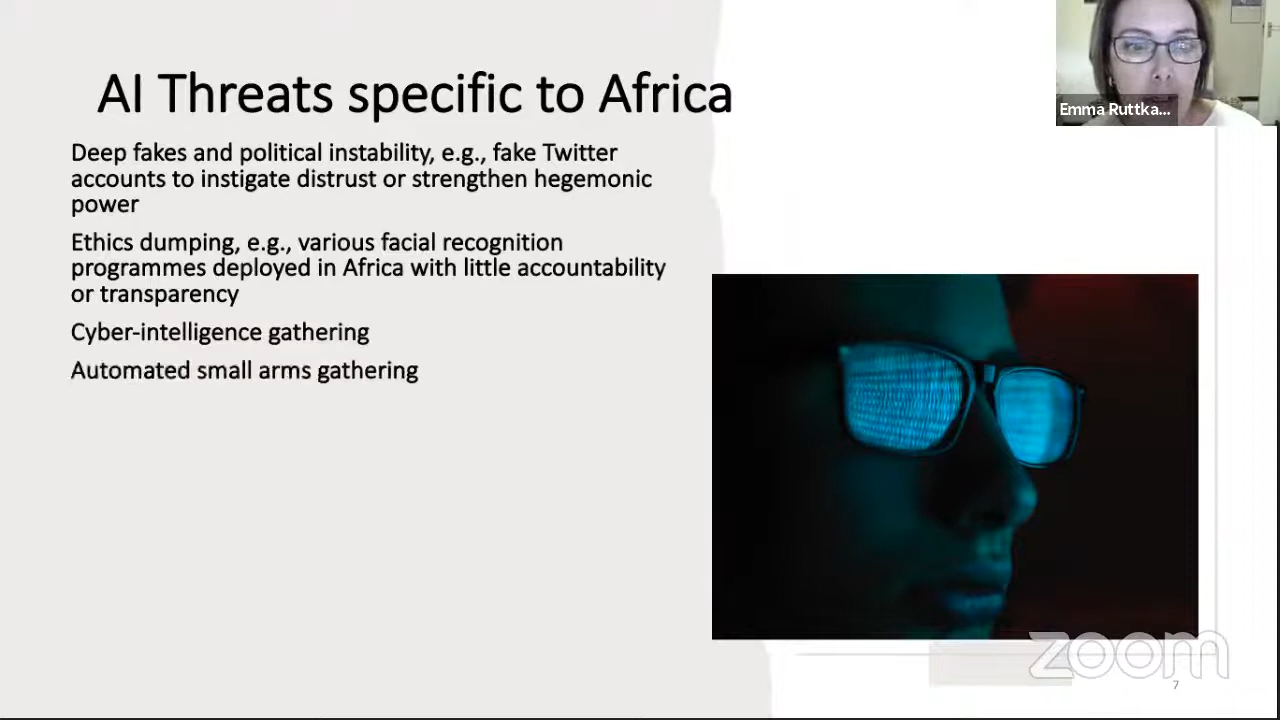 AI Threats specific to Africa
Deep fakes and political instability, e.g., fake Twitter
accounts to instigate distrust or strengthen hegemonic
power
Ethics dumping, e.g., various facial recognition
programmes deployed in Africa with little accountability
or transparency
Cyber-intelligence gathering
Automated small arms gathering
Emma Ruttka...
zoom
7